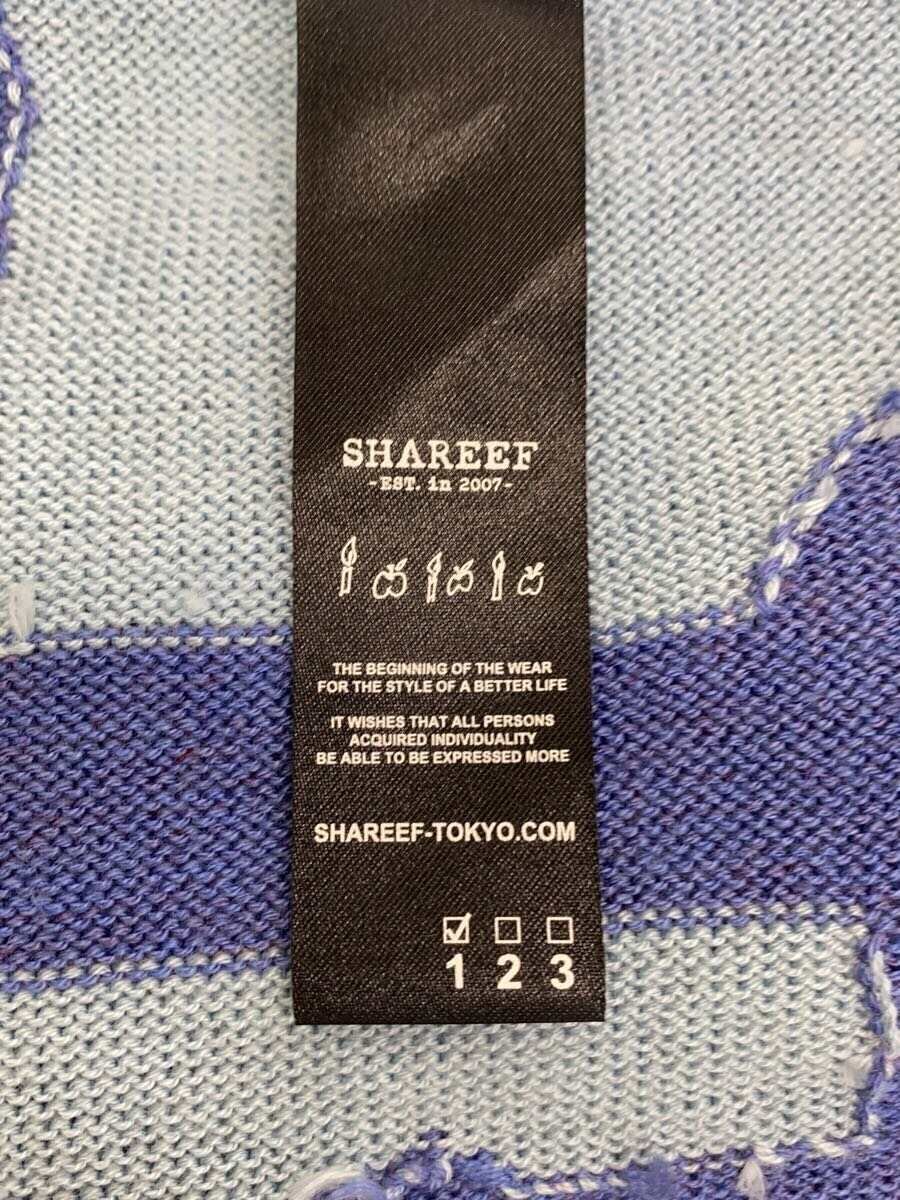 SHAREEF
-EST. in 2007-
THE BEGINNING OF THE WEAR
FOR THE STYLE OF A BETTER LIFE
IT WISHES THAT ALL PERSONS
ACQUIRED INDIVIDUALITY
BE ABLE TO BE EXPRESSED MORE
SHAREEF-TOKYO.COM
1 2 3